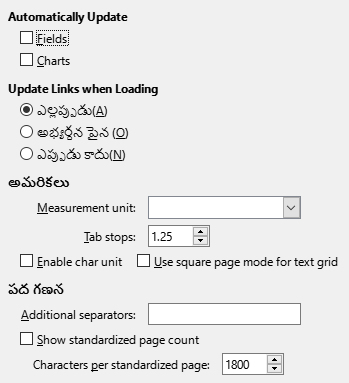 Automatically Update
Fields
Charts
Update Links when Loading
ఎల్లప్పుడు(A)
అభ్యర్దన పైన (O)
ఎప్పుడు కాదు(N)
అమరికలు
Measurement unit:
Tab stops: 1.25
Enable char unit Use square page mode for text grid
పద గణన
Additional separators:
Show standardized page count
Characters per standardized page: 1800